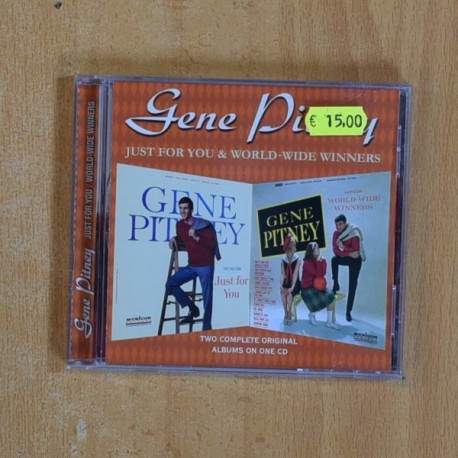 Gene Pitney
€ 15,00
JUST FOR YOU & WORLD-WIDE WINNERS
GENE
PITNEY
Just for
You
WORLD-WIDE
WINNERS
GENE
PITNEY
TWO COMPLETE ORIGINAL
ALBUMS ON ONE CD
Gene Pitney JUST FOR YOU / WORLD-WIDE WINNERS